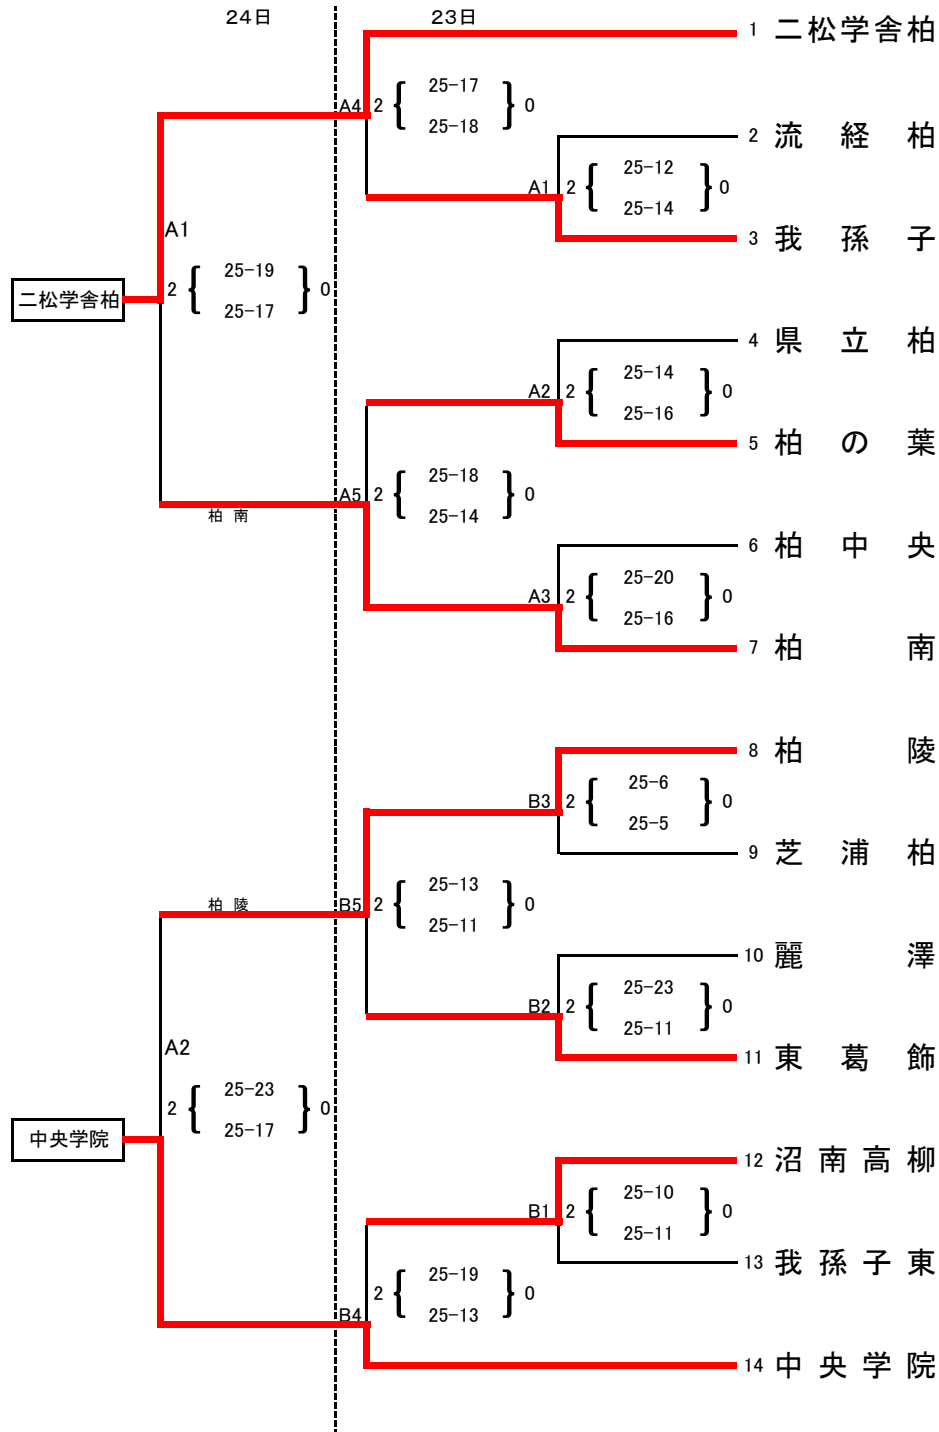 24日 23日
1 二松学舎柏
A4 2 { 25-17 25-18 } 0
2 流経柏
A1 2 { 25-12 25-14 } 0
3 我孫子
A1
二松学舎柏 2 { 25-19 25-17 } 0
4 県立柏
A2 2 { 25-14 25-16 } 0
5 柏の葉
A5 2 { 25-18 25-14 } 0
柏南
6 柏中央
A3 2 { 25-20 25-16 } 0
7 柏南
8 柏陵
B3 2 { 25-6 25-5 } 0
9 芝浦柏
柏陵
B5 2 { 25-13 25-11 } 0
10 麗澤
B2 2 { 25-23 25-11 } 0
11 東葛飾
A2
中央学院 2 { 25-23 25-17 } 0
12 沼南高柳
B1 2 { 25-10 25-11 } 0
13 我孫子東
B4 2 { 25-19 25-13 } 0
14 中央学院